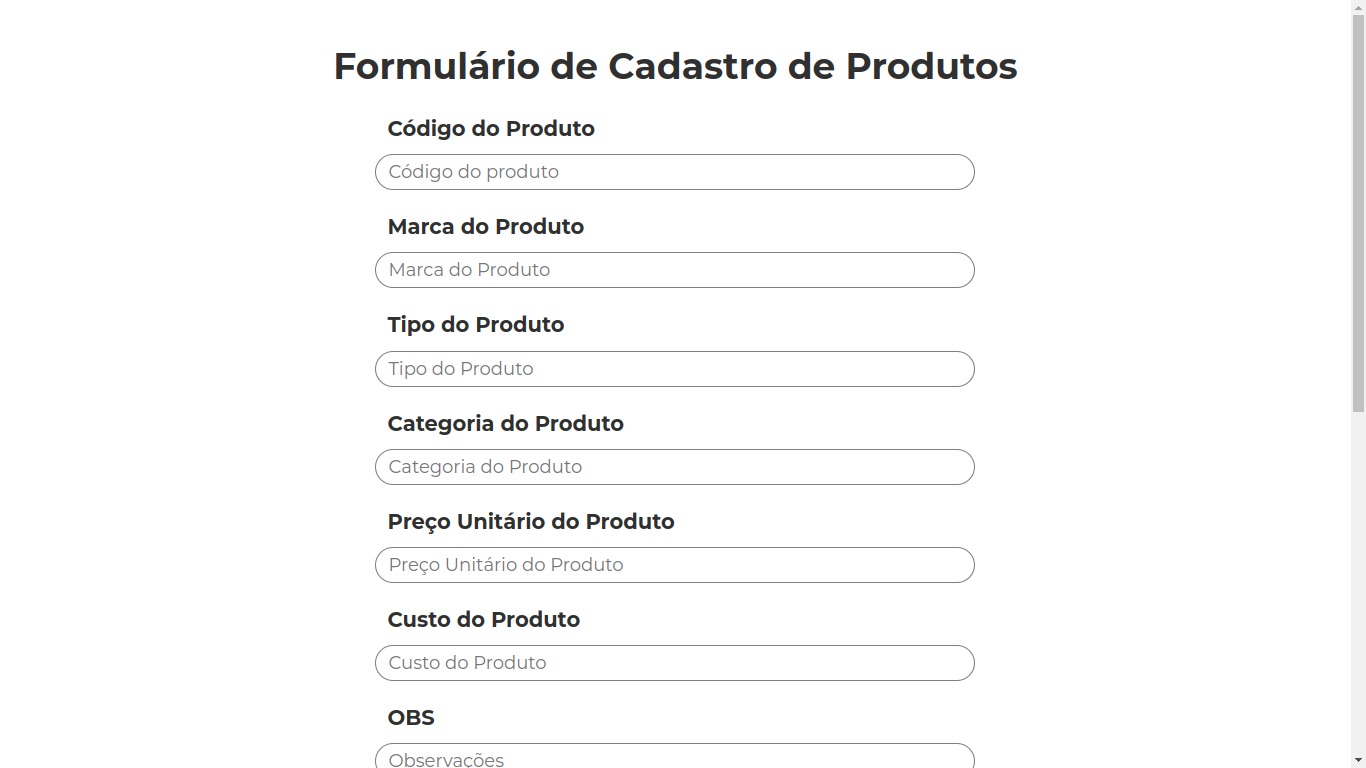 Formulário de Cadastro de Produtos
Código do Produto
Código do produto
Marca do Produto
Marca do Produto
Tipo do Produto
Tipo do Produto
Categoria do Produto
Categoria do Produto
Preço Unitário do Produto
Preço Unitário do Produto
Custo do Produto
Custo do Produto
OBS
Observações